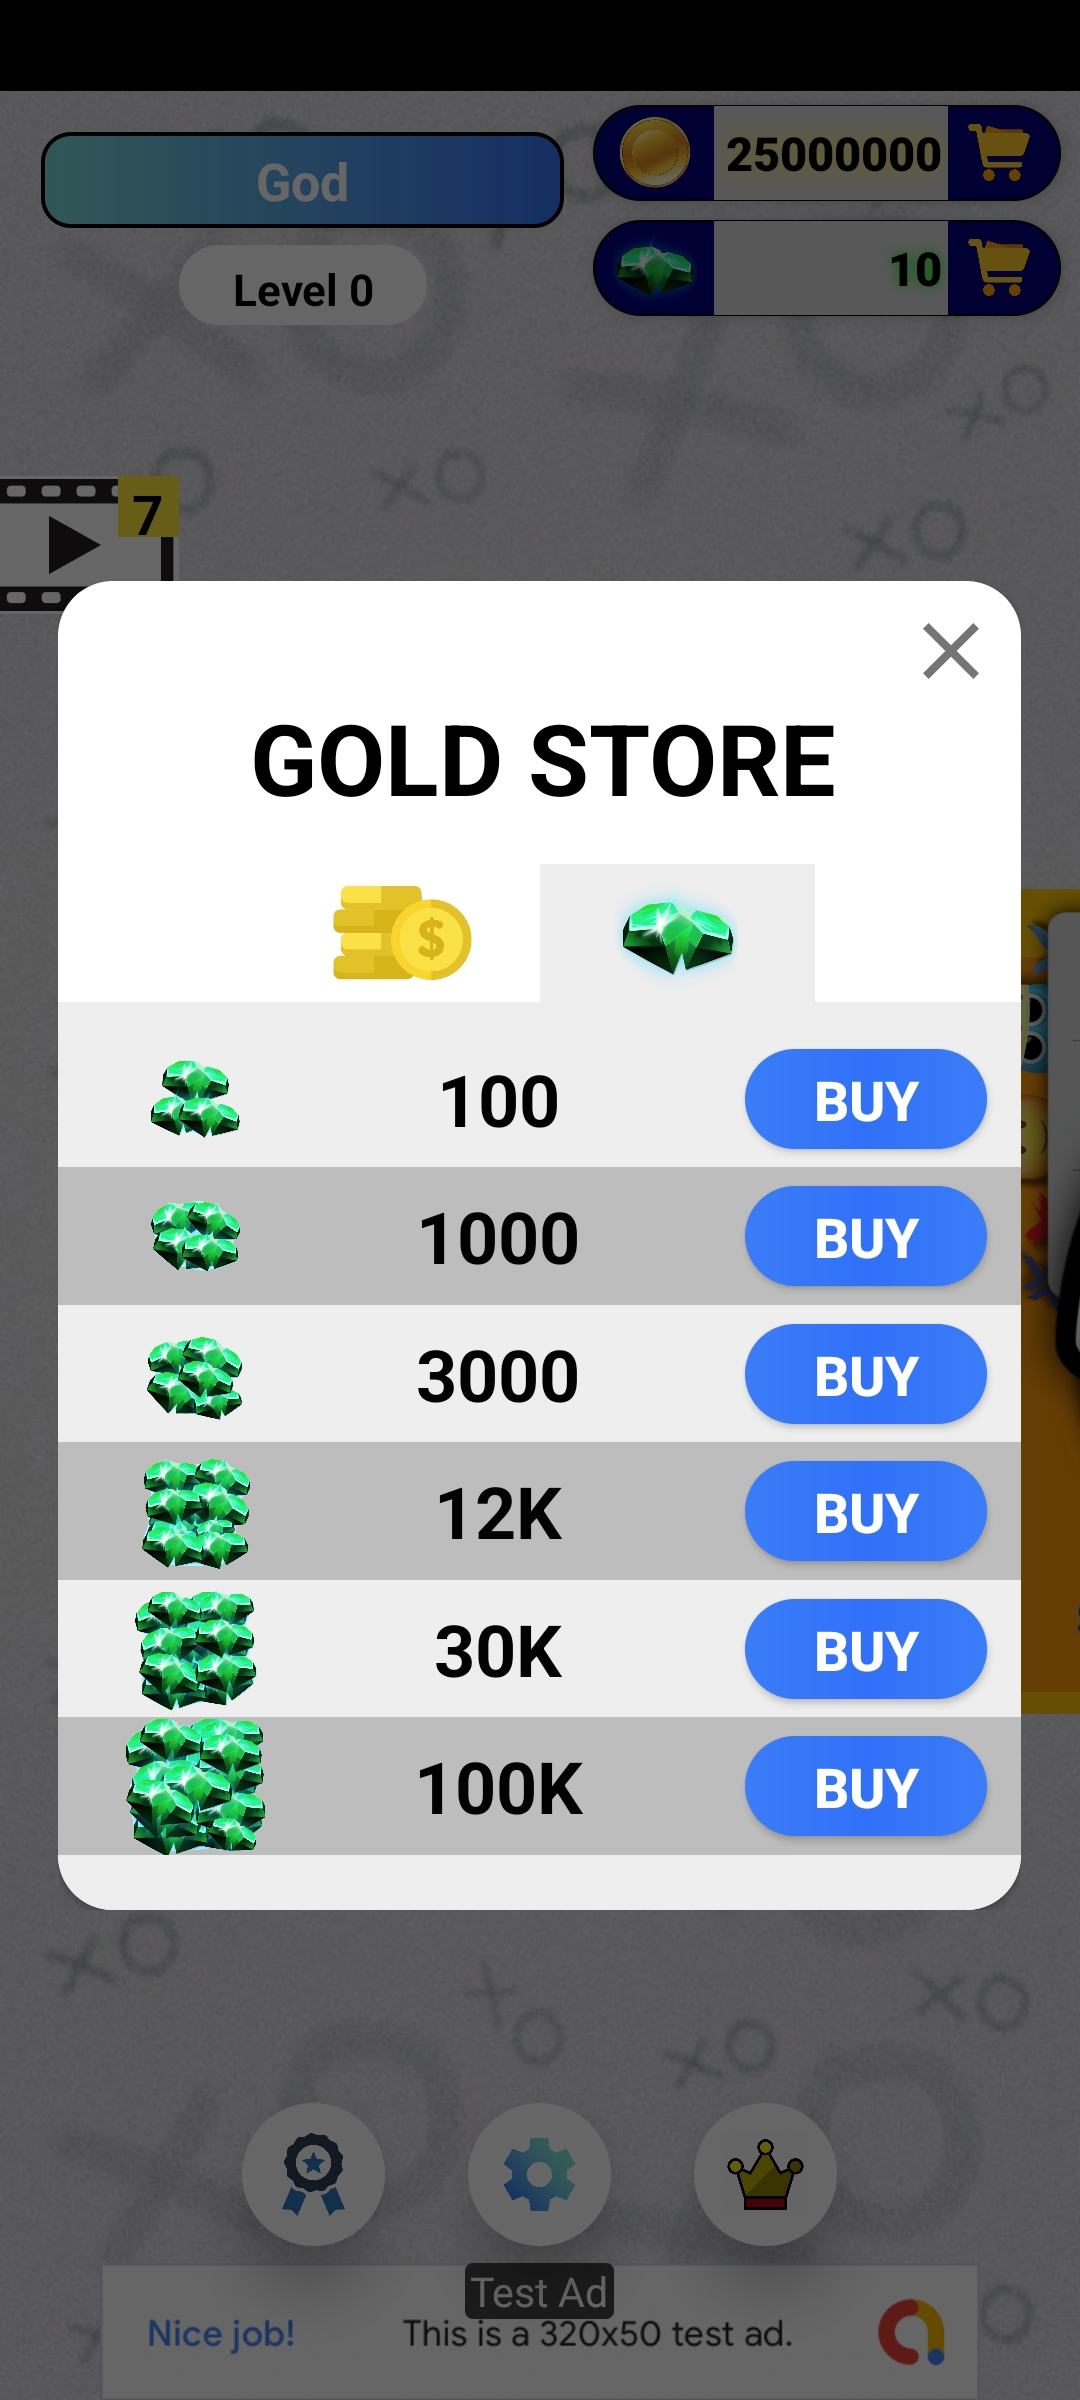 God
25000000
Level 0
10
7
GOLD STORE
100 BUY
1000 BUY
3000 BUY
12K BUY
30K BUY
100K BUY
Test Ad
Nice job! This is a 320x50 test ad.